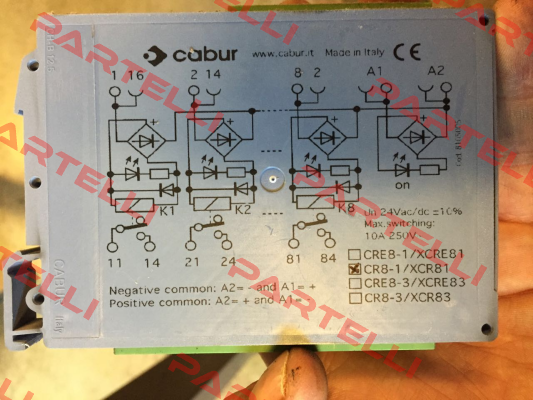 cabur www.cabur.it Made in Italy CE
1 16 2 14 8 2 A1 A2
+ + + +
on
K1 K2 K8
Un 24Vac/dc ±10%
Max.switching:
10A 250V
11 14 21 24 81 84
CRE8-1/XCRE81
CR8-1/XCR81
CRE8-3/XCRE83
CR8-3/XCR83
Negative common: A2= - and A1= +
Positive common: A2= + and A1= -
CABUR
Italy
PARTELLI
PARTELLI
PARTELLI
PARTELLI
PARTELLI
PARTELLI